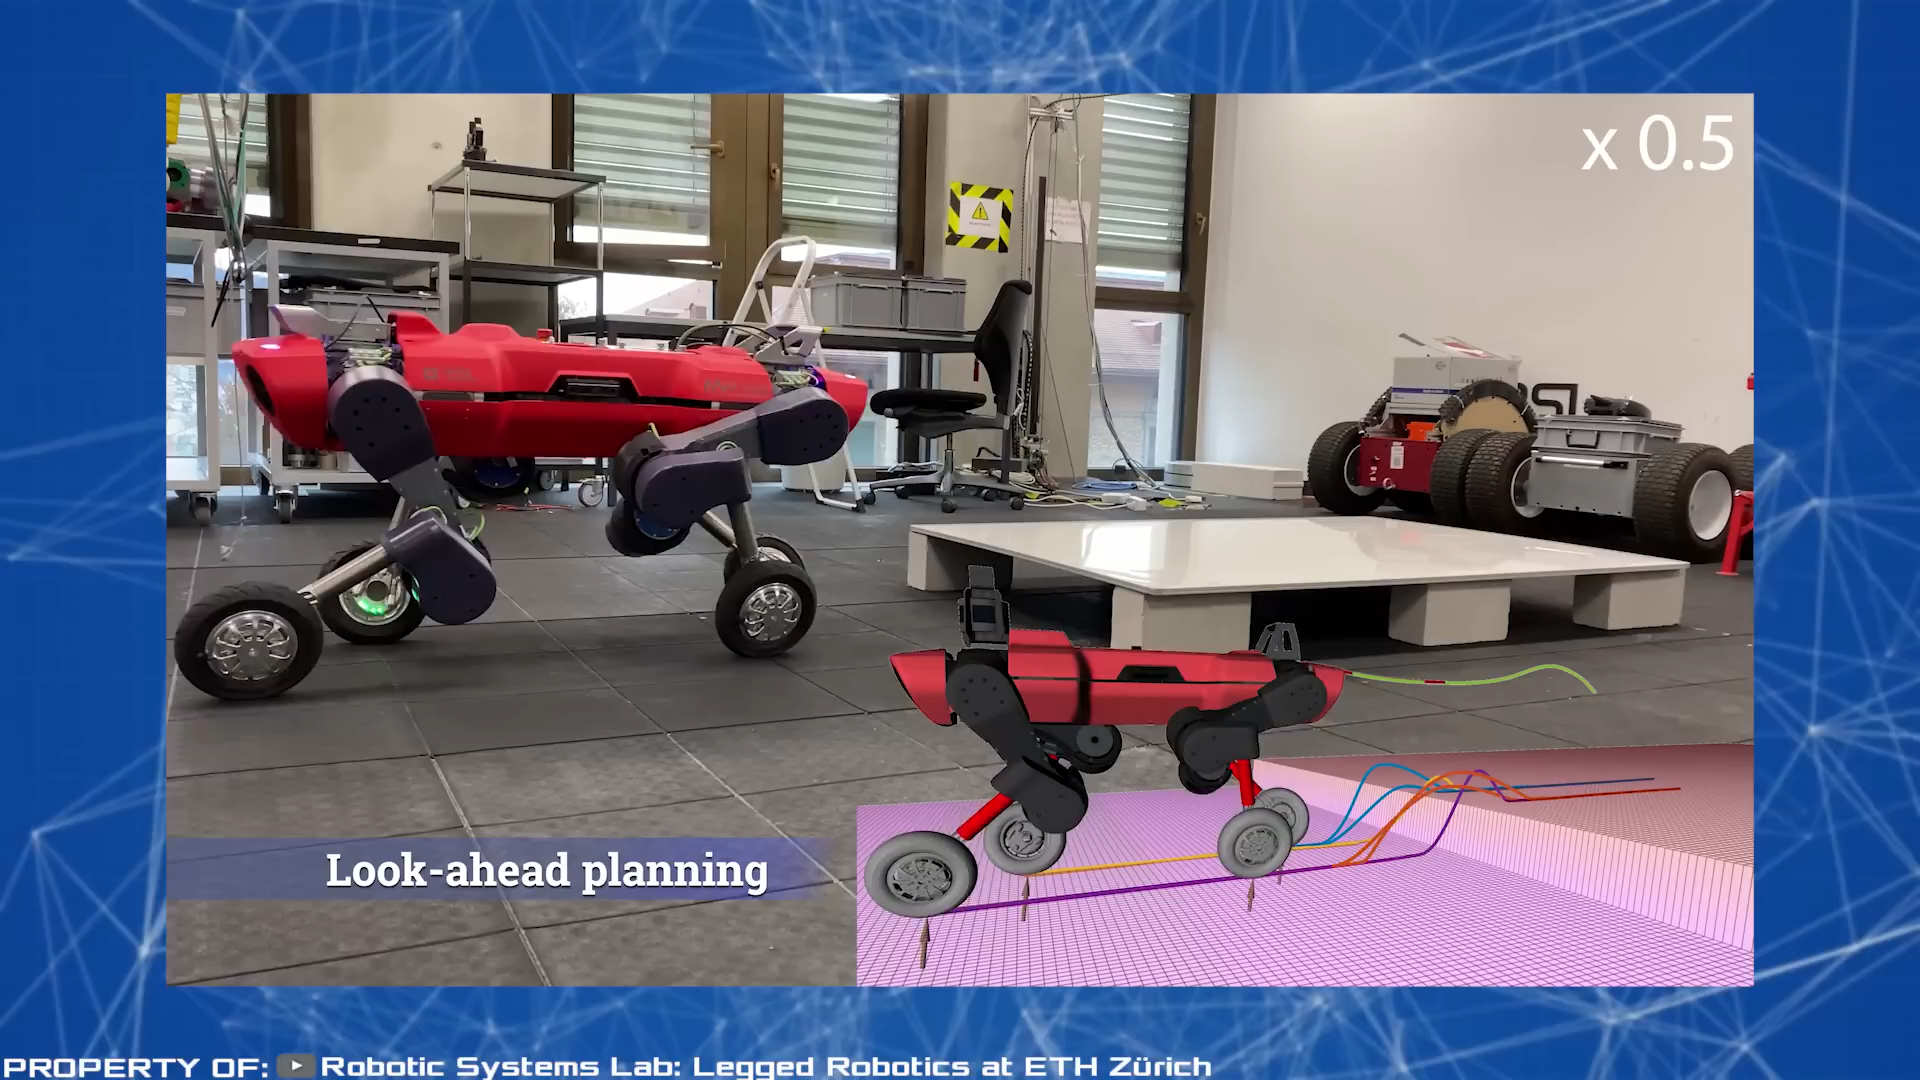 x 0.5
Look-ahead planning
PROPERTY OF: Robotic Systems Lab: Legged Robotics at ETH Zürich